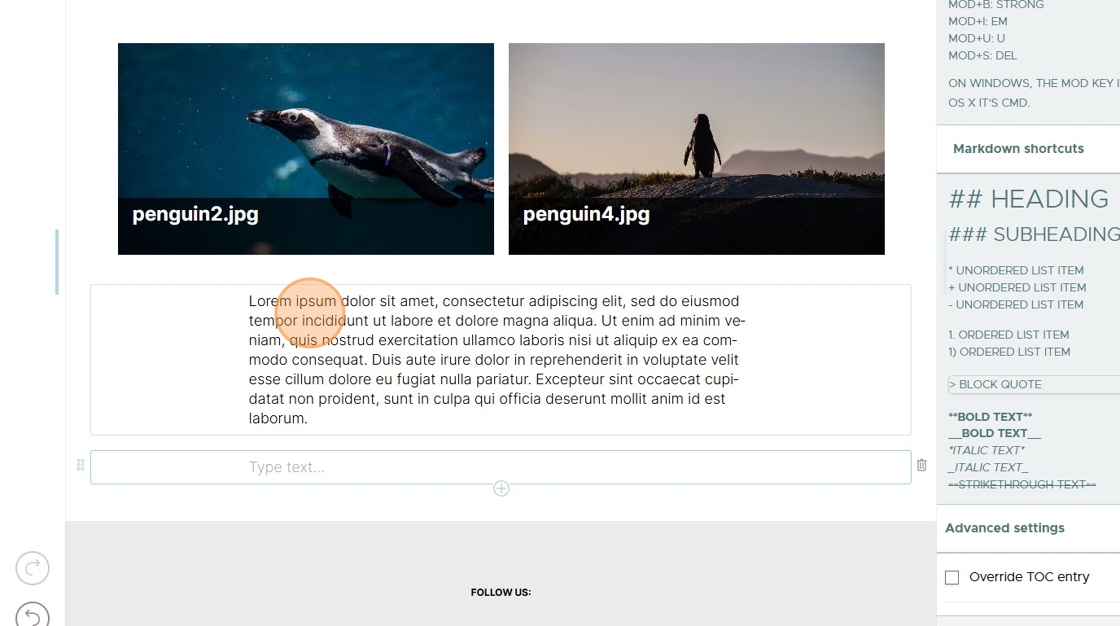 MOD+B: STRONG
MOD+I: EM
MOD+U: U
MOD+S: DEL
ON WINDOWS, THE MOD KEY I
OS X IT'S CMD.
Markdown shortcuts
## HEADING
### SUBHEADING
* UNORDERED LIST ITEM
+ UNORDERED LIST ITEM
- UNORDERED LIST ITEM
1. ORDERED LIST ITEM
1) ORDERED LIST ITEM
> BLOCK QUOTE
**BOLD TEXT**
__BOLD TEXT__
*ITALIC TEXT*
_ITALIC TEXT_
~~STRIKETHROUGH TEXT~~
Advanced settings
Override TOC entry
penguin2.jpg
penguin4.jpg
Lorem ipsum dolor sit amet, consectetur adipiscing elit, sed do eiusmod
tempor incididunt ut labore et dolore magna aliqua. Ut enim ad minim ve-
niam, quis nostrud exercitation ullamco laboris nisi ut aliquip ex ea com-
modo consequat. Duis aute irure dolor in reprehenderit in voluptate velit
esse cillum dolore eu fugiat nulla pariatur. Excepteur sint occaecat cupi-
datat non proident, sunt in culpa qui officia deserunt mollit anim id est
laborum.
Type text...
FOLLOW US: